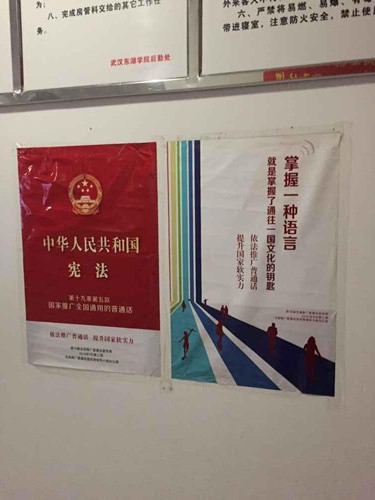 为:
八、完成房管科交给的其它工作任
务。
武汉东湖学院后勤处
六、严禁将易燃、易爆、有
带进寝室,注意防火安全,禁止使
中华人民共和国
宪法
第十九条第五款
国家推广全国通用的普通话
依法推广普通话 提升国家软实力
掌握一种语言
就是掌握了通往一国文化的钥匙
依法推广普通话
提升国家软实力